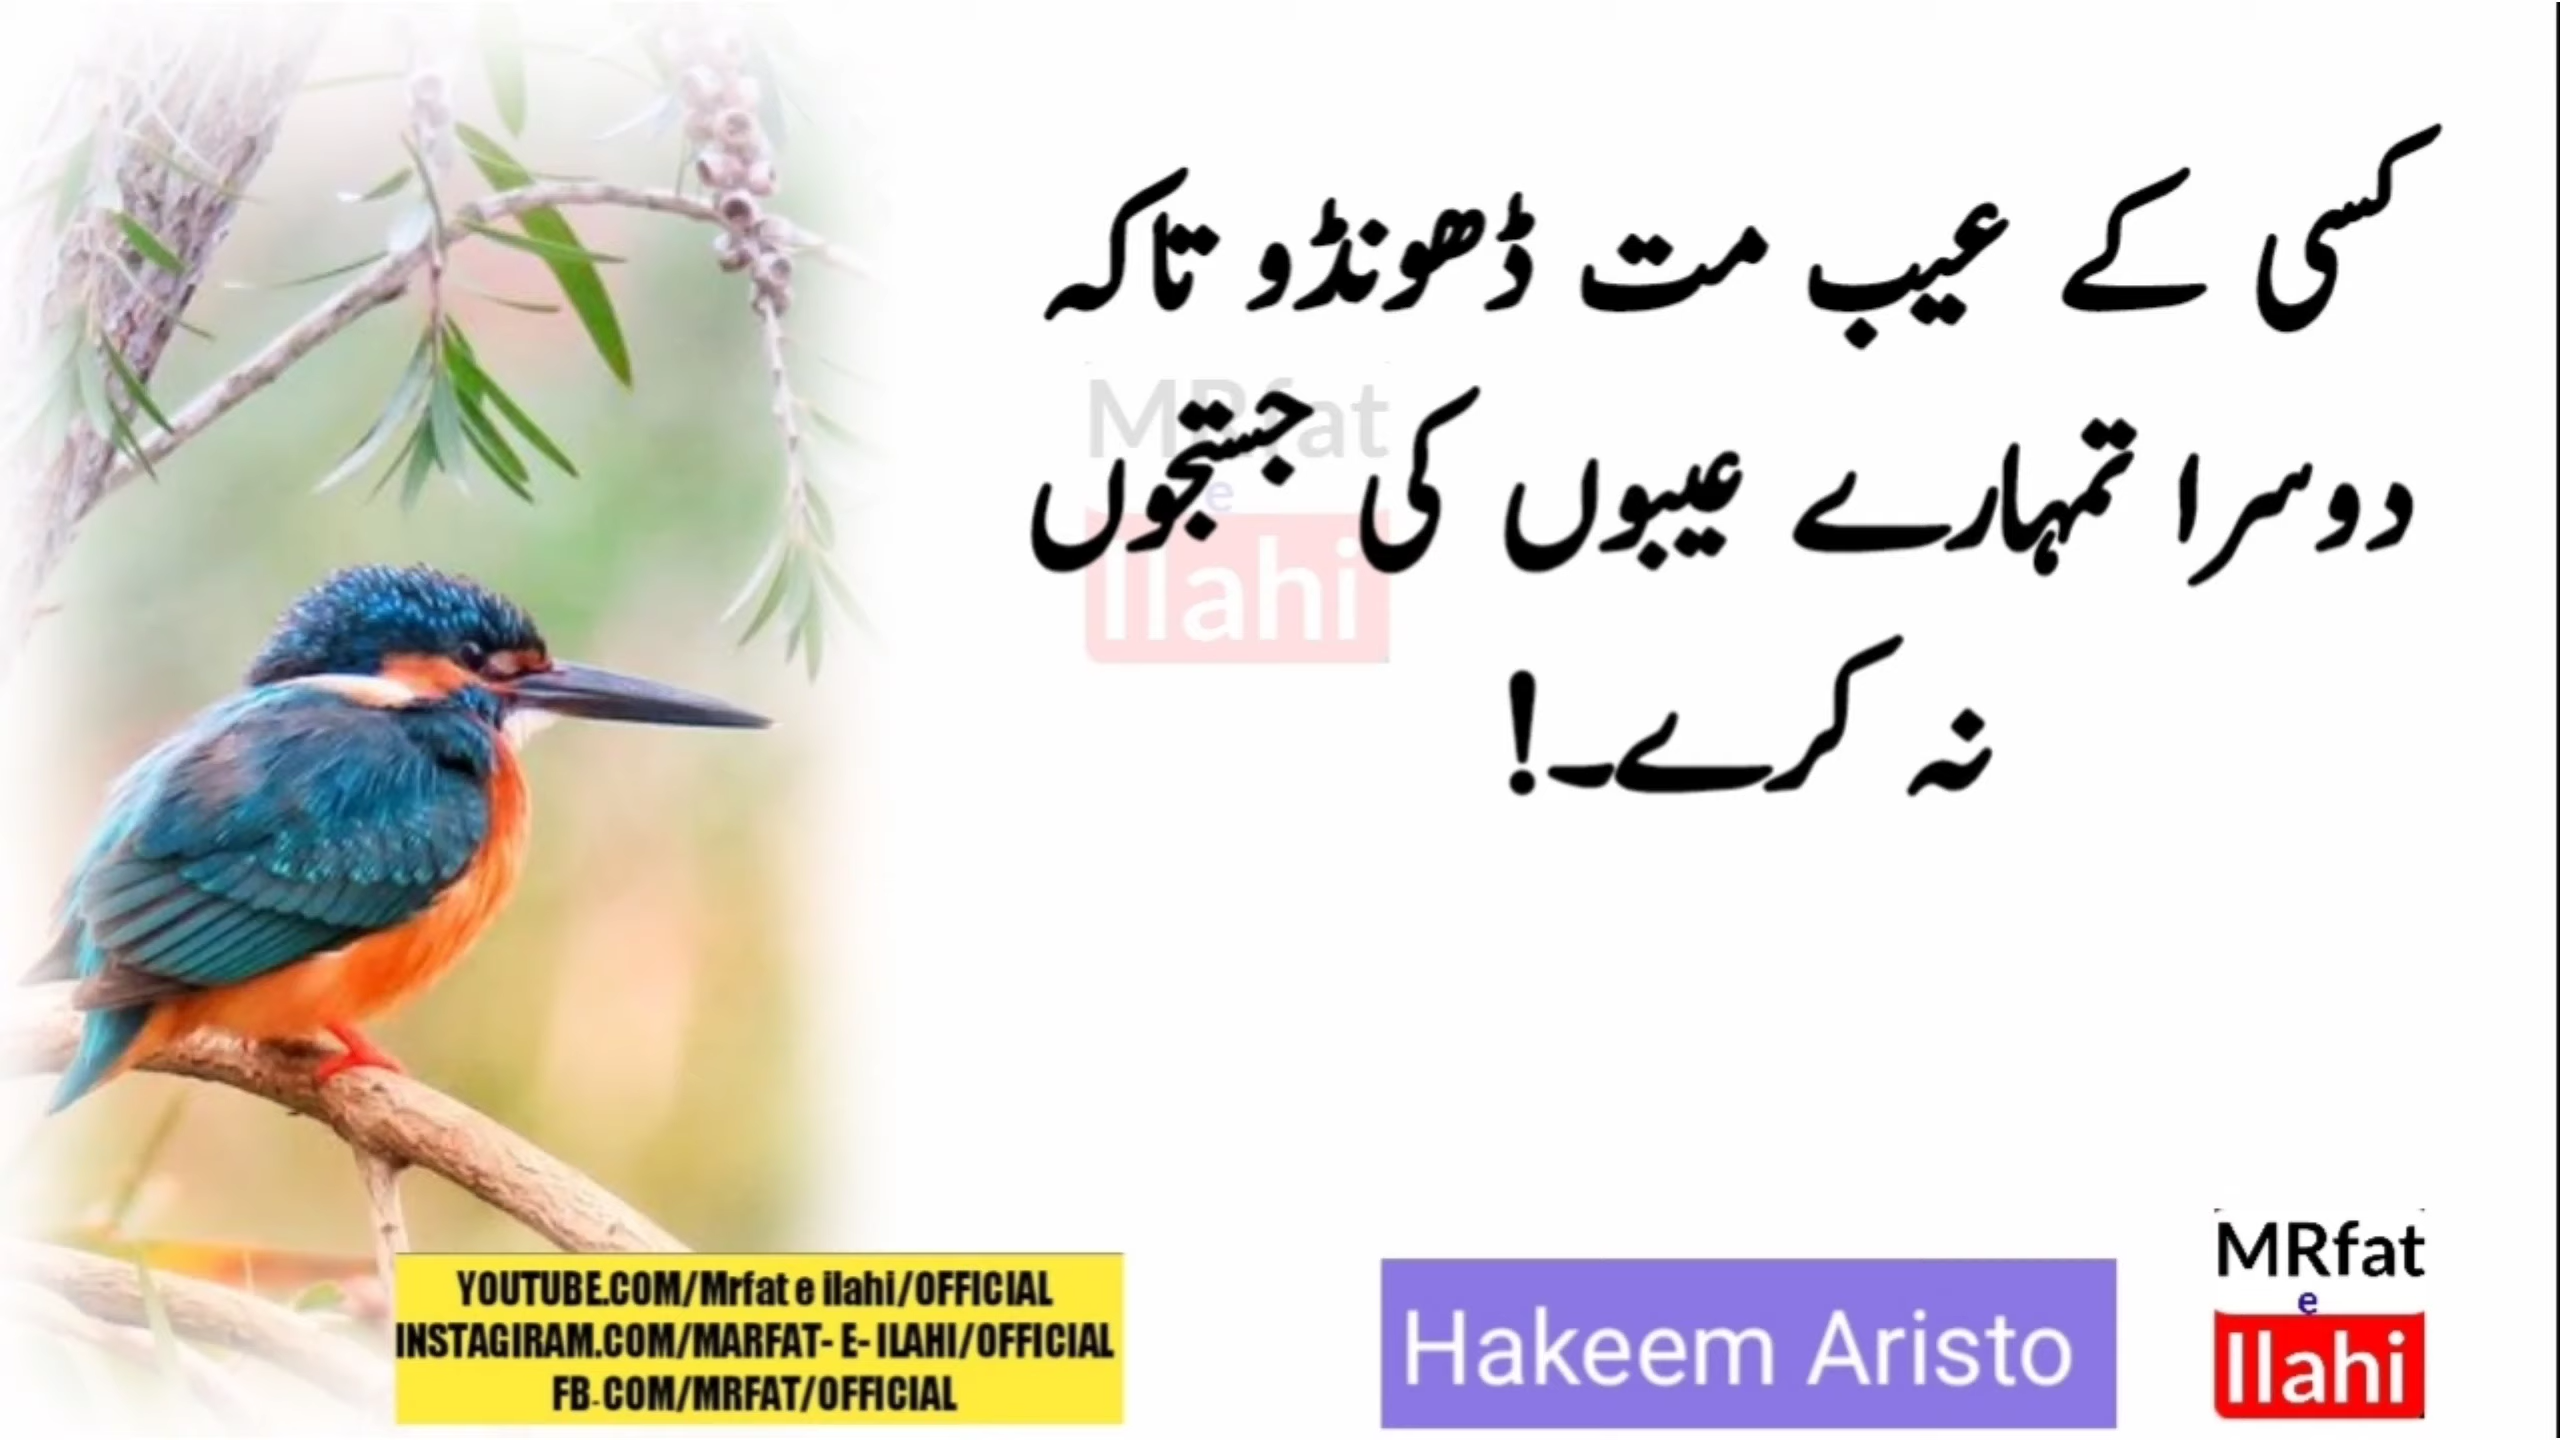 کسی کے عیب مت ڈھونڈو تاکہ
دوسرا تمہارے عیبوں کی جستجوں
نہ کرے۔!
MRfat
e
Ilahi
YOUTUBE.COM/Mrfat e ilahi/OFFICIAL
INSTAGIRAM.COM/MARFAT- E- ILAHI/OFFICIAL
FB-COM/MRFAT/OFFICIAL
Hakeem Aristo
MRfat
e
Ilahi